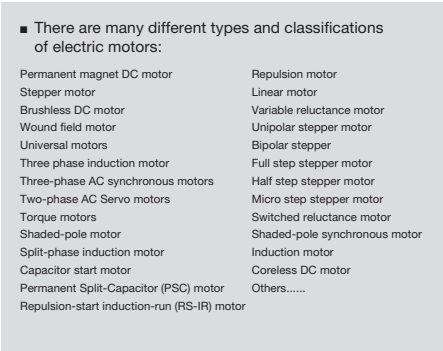 ■ There are many different types and classifications
of electric motors:
Permanent magnet DC motor
Stepper motor
Brushless DC motor
Wound field motor
Universal motors
Three phase induction motor
Three-phase AC synchronous motors
Two-phase AC Servo motors
Torque motors
Shaded-pole motor
Split-phase induction motor
Capacitor start motor
Permanent Split-Capacitor (PSC) motor
Repulsion-start induction-run (RS-IR) motor
Repulsion motor
Linear motor
Variable reluctance motor
Unipolar stepper motor
Bipolar stepper
Full step stepper motor
Half step stepper motor
Micro step stepper motor
Switched reluctance motor
Shaded-pole synchronous motor
Induction motor
Coreless DC motor
Others......